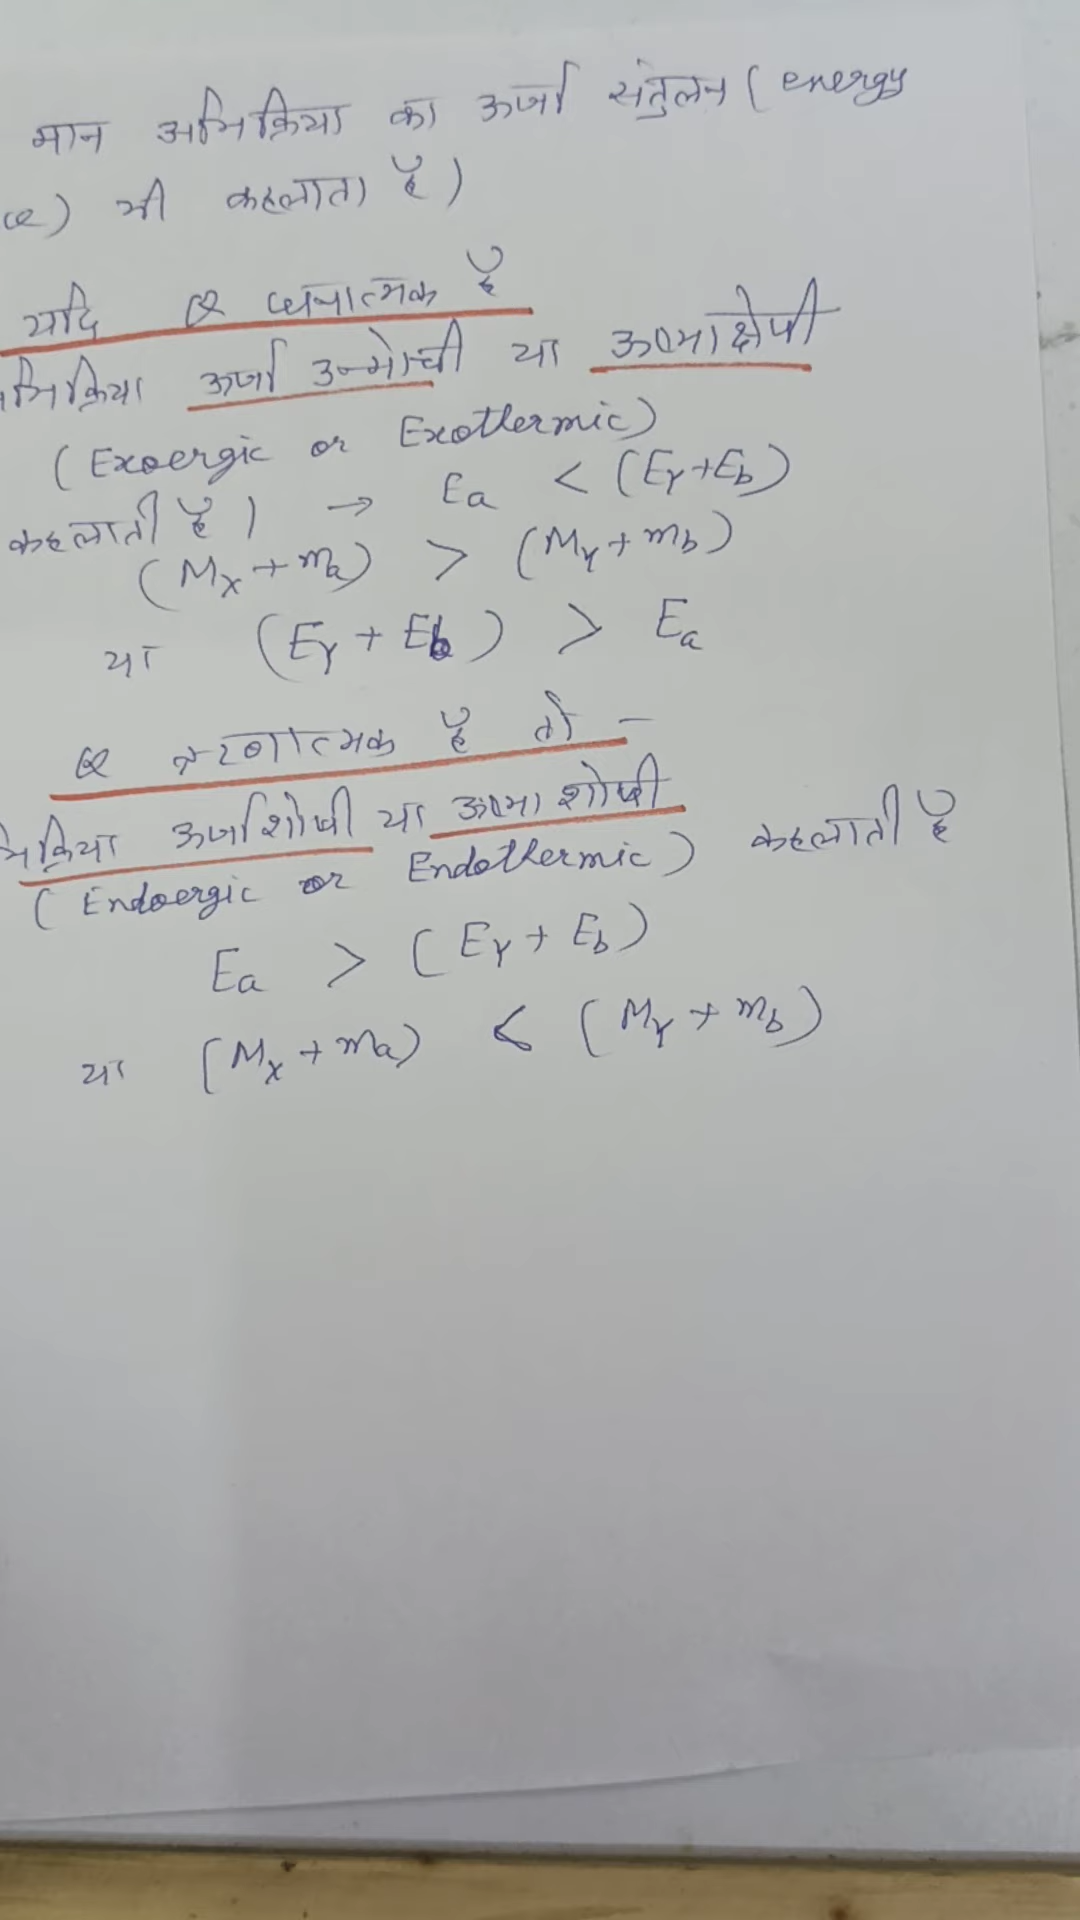 मान अभिक्रिया का ऊर्जा संतुलन ( energy
ce) भी कहलाता है )
यदि Q धनात्मक है
भिक्रिया ऊर्जा उन्मोची या ऊष्माक्षेपी
( Exoergic or Exothermic)
कहलाती है । → Ea < (EY+Eb)
(Mx + ma) > (MY + mb)
या (EY + Eb) > Ea
Q ऋणात्मक है तो -
भिक्रिया ऊर्जाशोषी या ऊष्मा शोषी
( Endoergic or Endothermic) कहलाती है
Ea > ( EY + Eb)
या (Mx + ma) < ( MY + mb)